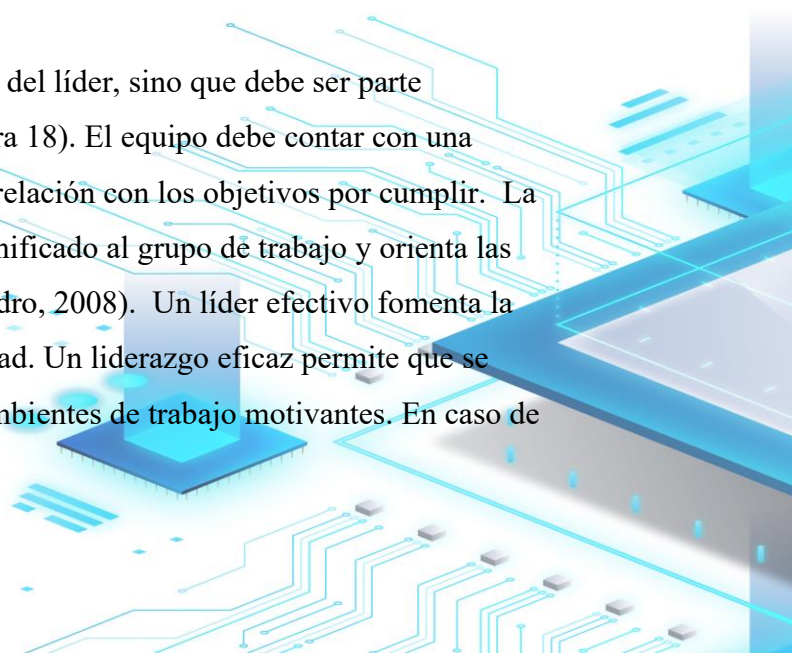 del líder, sino que debe ser parte
ra 18). El equipo debe contar con una
relación con los objetivos por cumplir. La
nificado al grupo de trabajo y orienta las
dro, 2008). Un líder efectivo fomenta la
ad. Un liderazgo eficaz permite que se
mbientes de trabajo motivantes. En caso de